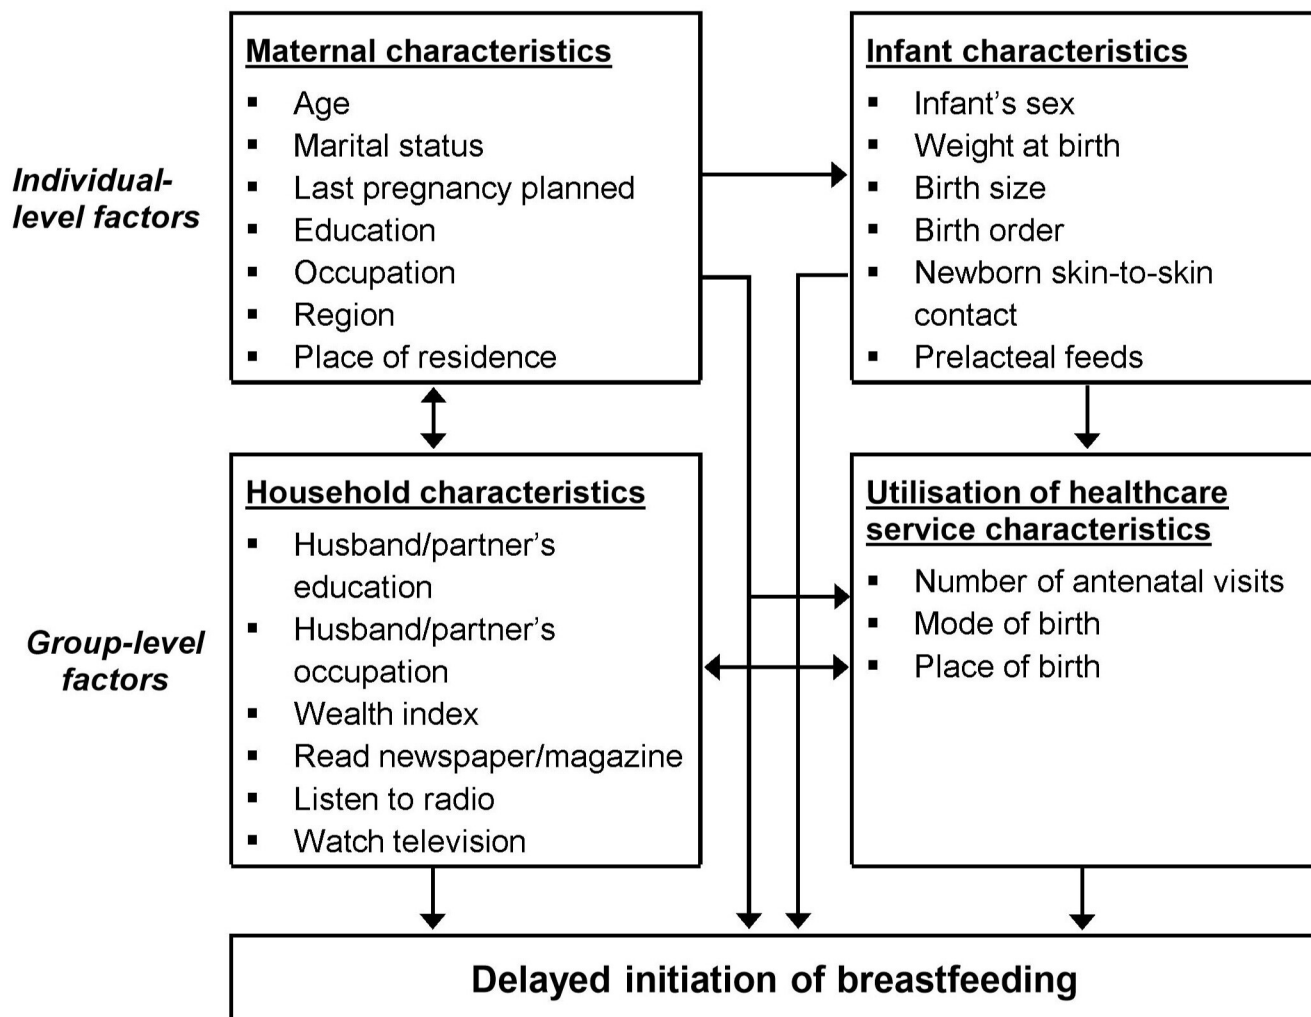 Individual-
level factors
Maternal characteristics
▪ Age
▪ Marital status
▪ Last pregnancy planned
▪ Education
▪ Occupation
▪ Region
▪ Place of residence
Infant characteristics
▪ Infant’s sex
▪ Weight at birth
▪ Birth size
▪ Birth order
▪ Newborn skin-to-skin
contact
▪ Prelacteal feeds
Group-level
factors
Household characteristics
▪ Husband/partner’s
education
▪ Husband/partner’s
occupation
▪ Wealth index
▪ Read newspaper/magazine
▪ Listen to radio
▪ Watch television
Utilisation of healthcare
service characteristics
▪ Number of antenatal visits
▪ Mode of birth
▪ Place of birth
Delayed initiation of breastfeeding